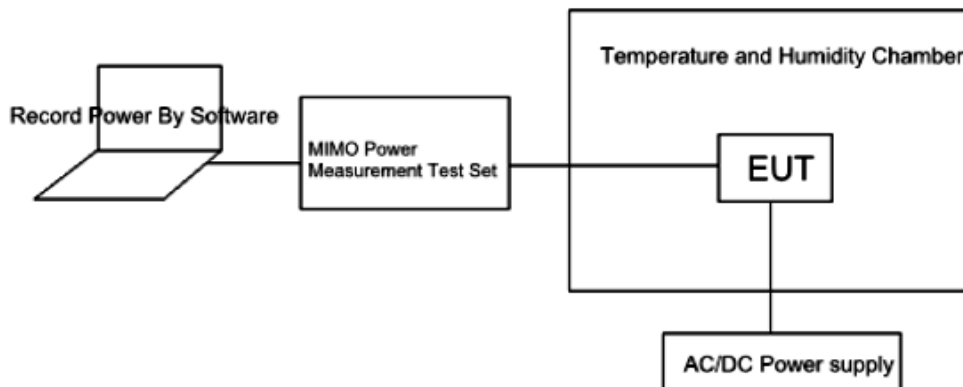 Temperature and Humidity Chamber
Record Power By Software
MIMO Power
Measurement Test Set
EUT
AC/DC Power supply